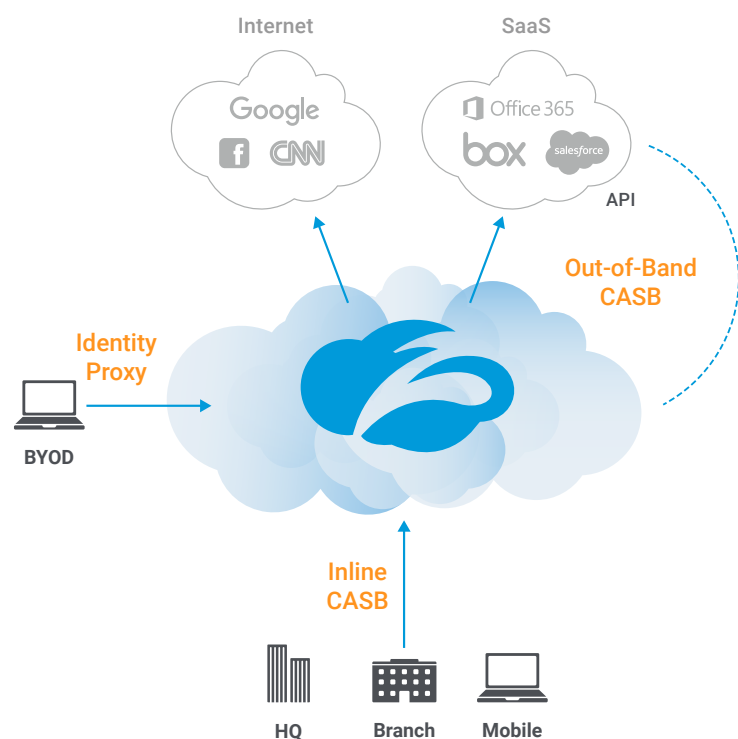 Internet
SaaS
Google
f
CNN
Office 365
box
salesforce
API
Out-of-Band
CASB
Identity
Proxy
BYOD
Inline
CASB
HQ
Branch
Mobile